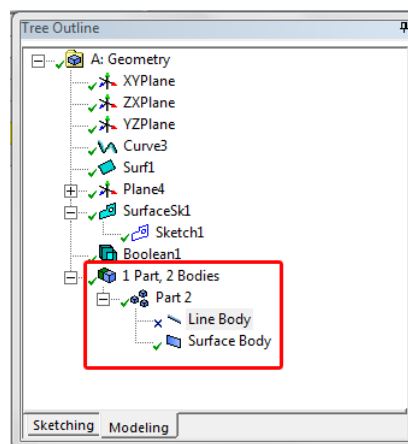 Tree Outline
A: Geometry
XYPlane
ZXPlane
YZPlane
Curve3
Surf1
Plane4
SurfaceSk1
Sketch1
Boolean1
1 Part, 2 Bodies
Part 2
Line Body
Surface Body
Sketching Modeling